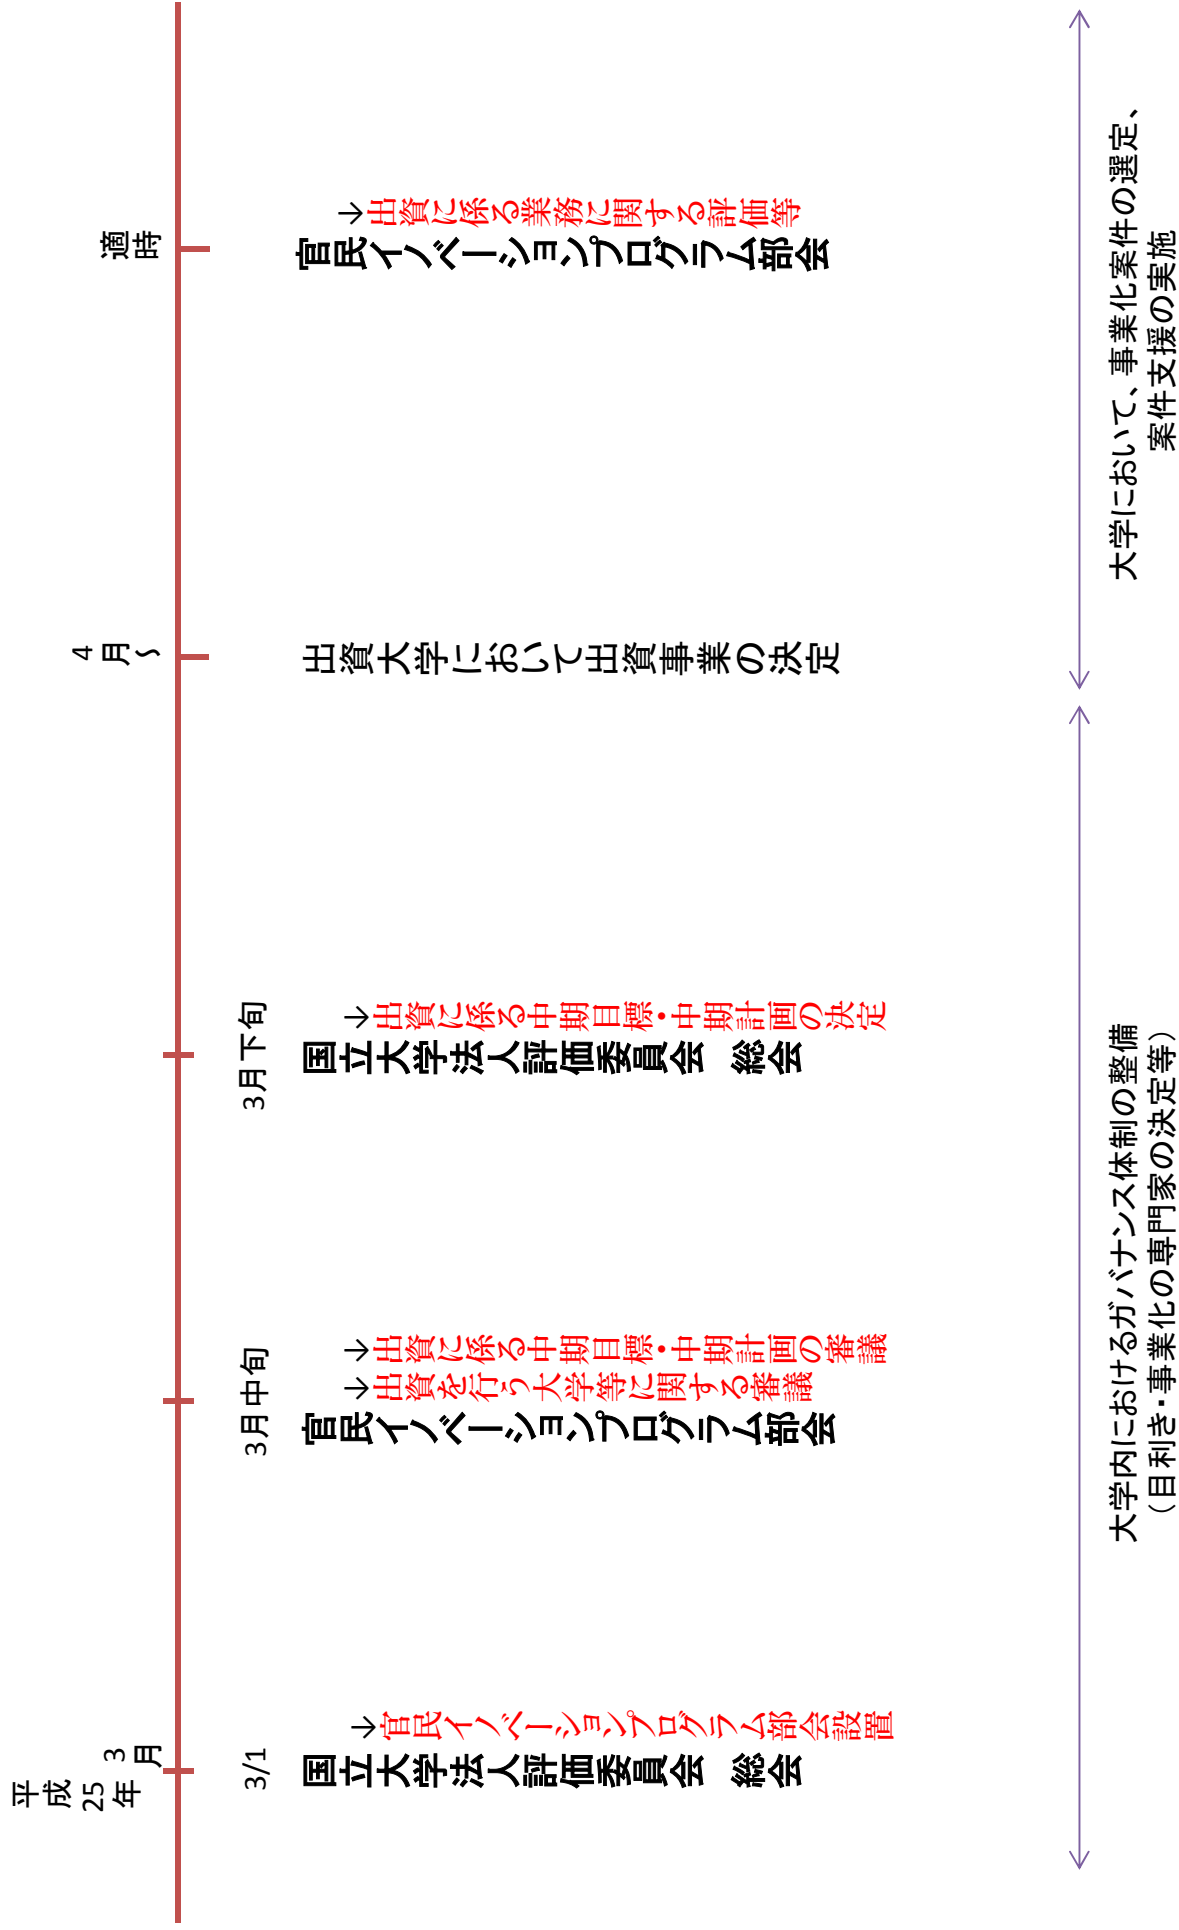 平成25年
3月
3/1
国立大学法人評価委員会　総会
→官民イノベーションプログラム部会設置
3月中旬
官民イノベーションプログラム部会
→出資を行う大学等に関する審議
→出資に係る中期目標・中期計画の審議
3月下旬
国立大学法人評価委員会　総会
→出資に係る中期目標・中期計画の決定
4月～
出資大学において出資事業の決定
適時
官民イノベーションプログラム部会
→出資に係る業務に関する評価等
大学内におけるガバナンス体制の整備
（目利き・事業化の専門家の決定等）
大学において、事業化案件の選定、
案件支援の実施